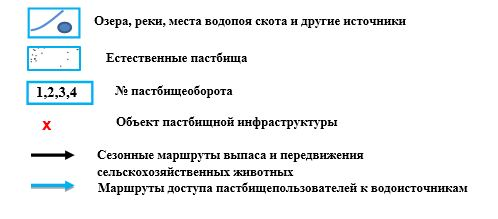 Озера, реки, места водопоя скота и другие источники
Естественные пастбища
1,2,3,4 № пастбищеоборота
х Объект пастбищной инфраструктуры
Сезонные маршруты выпаса и передвижения
сельскохозяйственных животных
Маршруты доступа пастбищепользователей к водоисточникам